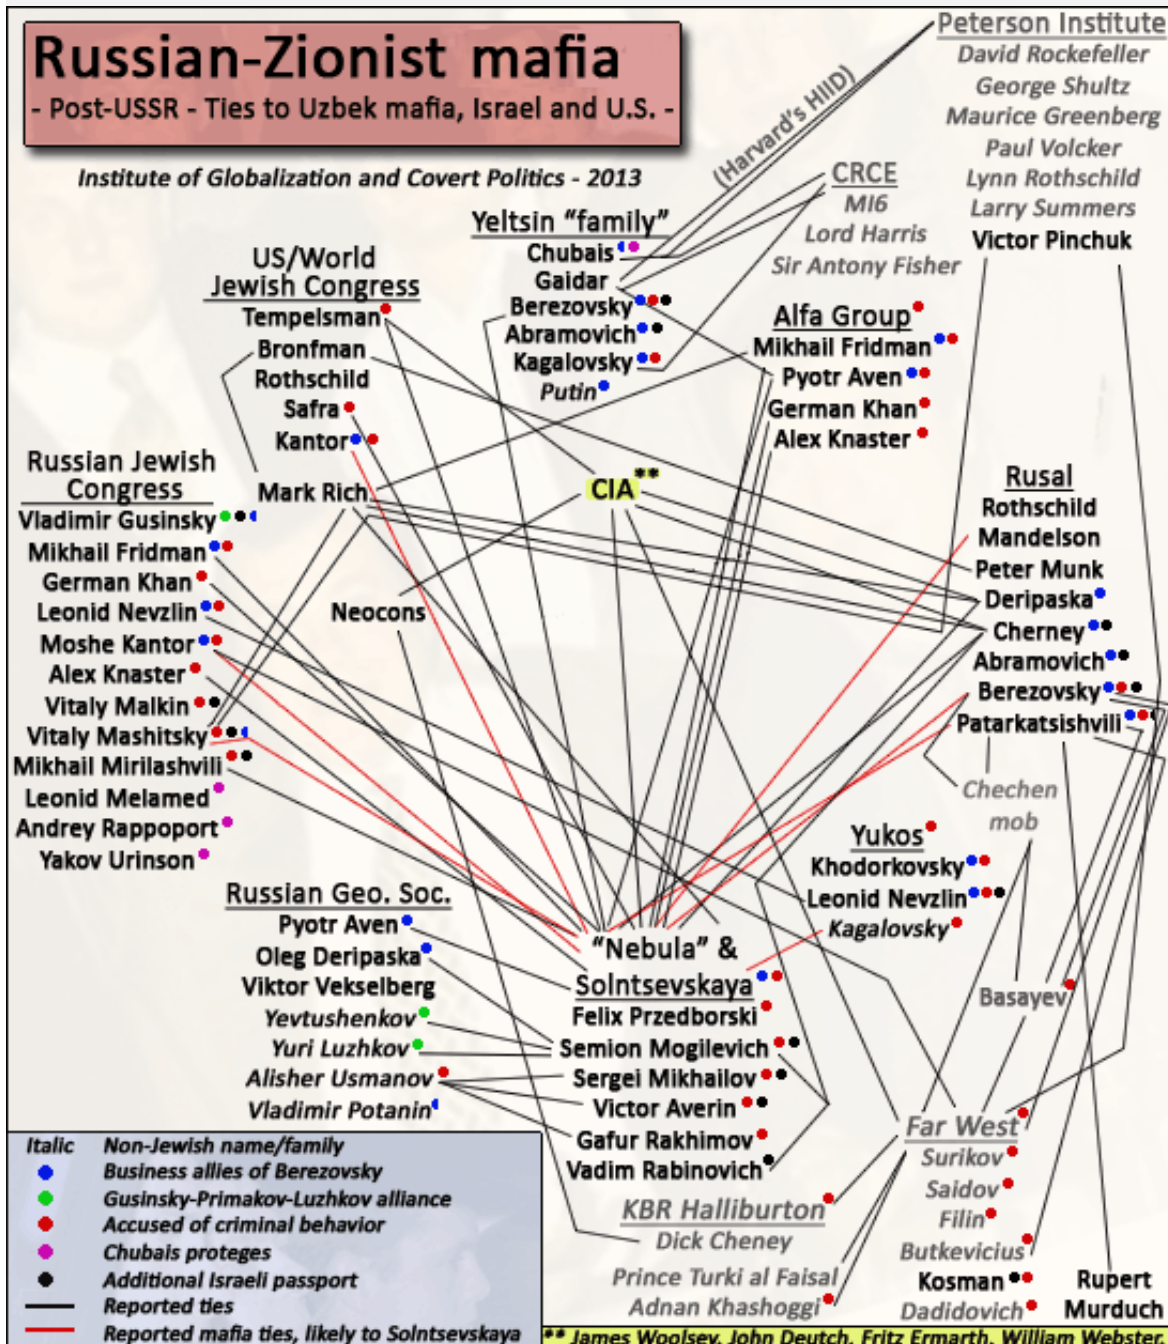 Russian-Zionist mafia
- Post-USSR - Ties to Uzbek mafia, Israel and U.S. -
Institute of Globalization and Covert Politics - 2013
Peterson Institute
David Rockefeller
George Shultz
Maurice Greenberg
Paul Volcker
Lynn Rothschild
Larry Summers
Victor Pinchuk
(Harvard's HIID)
CRCE
MI6
Lord Harris
Sir Antony Fisher
Yeltsin "family"
Chubais
Gaidar
Berezovsky
Abramovich
Kagalovsky
Putin
US/World
Jewish Congress
Tempelsman
Bronfman
Rothschild
Safra
Kantor
Mark Rich
Alfa Group
Mikhail Fridman
Pyotr Aven
German Khan
Alex Knaster
CIA**
Neocons
Russian Jewish
Congress
Vladimir Gusinsky
Mikhail Fridman
German Khan
Leonid Nevzlin
Moshe Kantor
Alex Knaster
Vitaly Malkin
Vitaly Mashitsky
Mikhail Mirilashvili
Leonid Melamed
Andrey Rappoport
Yakov Urinson
Rusal
Rothschild
Mandelson
Peter Munk
Deripaska
Cherney
Abramovich
Berezovsky
Patarkatsishvili
Chechen
mob
Yukos
Khodorkovsky
Leonid Nevzlin
Kagalovsky
Russian Geo. Soc.
Pyotr Aven
Oleg Deripaska
Viktor Vekselberg
Yevtushenkov
Yuri Luzhkov
Alisher Usmanov
Vladimir Potanin
"Nebula" &
Solntsevskaya
Felix Przedborski
Semion Mogilevich
Sergei Mikhailov
Victor Averin
Gafur Rakhimov
Vadim Rabinovich
Basayev
Far West
Surikov
Saidov
Filin
Butkevicius
Kosman
Dadidovich
KBR Halliburton
Dick Cheney
Prince Turki al Faisal
Adnan Khashoggi
Rupert
Murduch
Italic Non-Jewish name/family
Business allies of Berezovsky
Gusinsky-Primakov-Luzhkov alliance
Accused of criminal behavior
Chubais proteges
Additional Israeli passport
Reported ties
Reported mafia ties, likely to Solntsevskaya
** James Woolsey, John Deutch, Fritz Ermarth, William Webster.